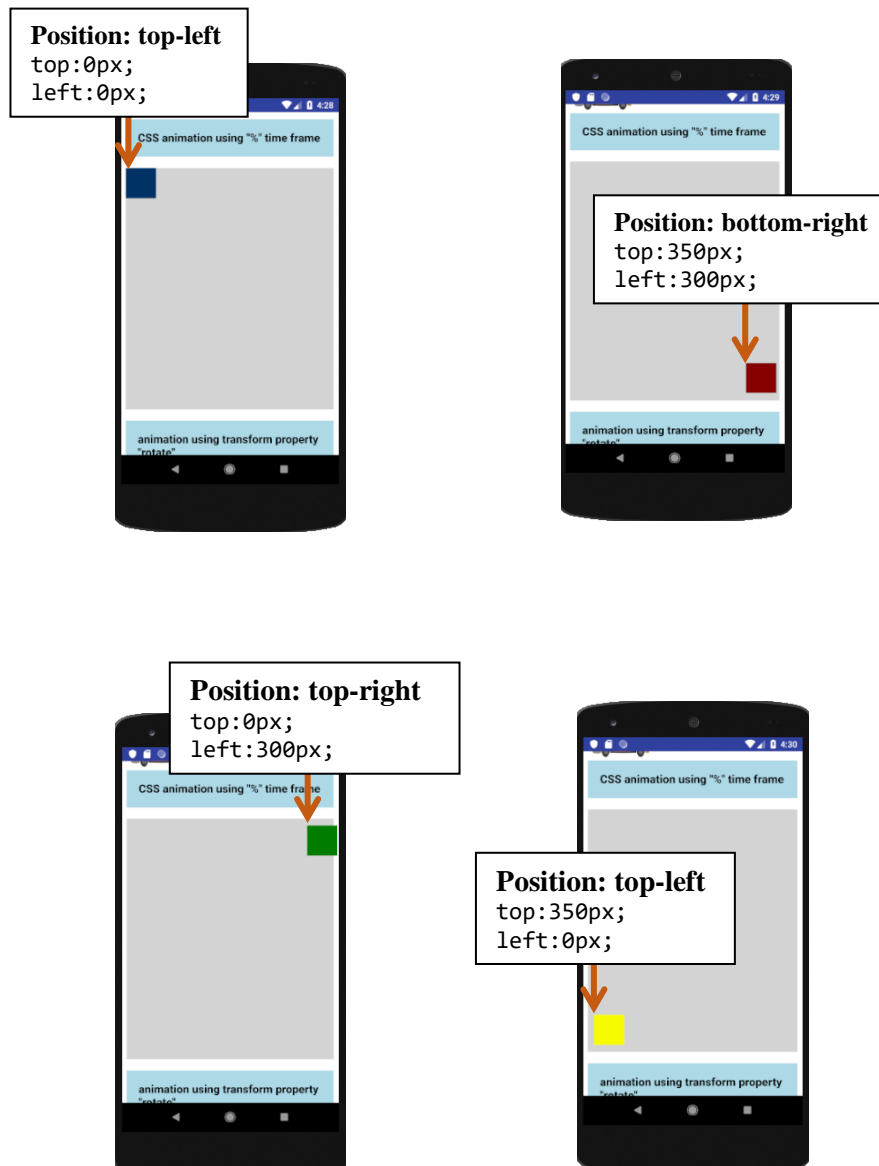 Position: top-left
top:0px;
left:0px;
4:28
CSS animation using "%" time frame
animation using transform property
"rotate"
4:29
CSS animation using "%" time frame
Position: bottom-right
top:350px;
left:300px;
animation using transform property
"rotate"
Position: top-right
top:0px;
left:300px;
CSS animation using "%" time frame
animation using transform property
"rotate"
4:30
CSS animation using "%" time frame
Position: top-left
top:350px;
left:0px;
animation using transform property
"rotate"